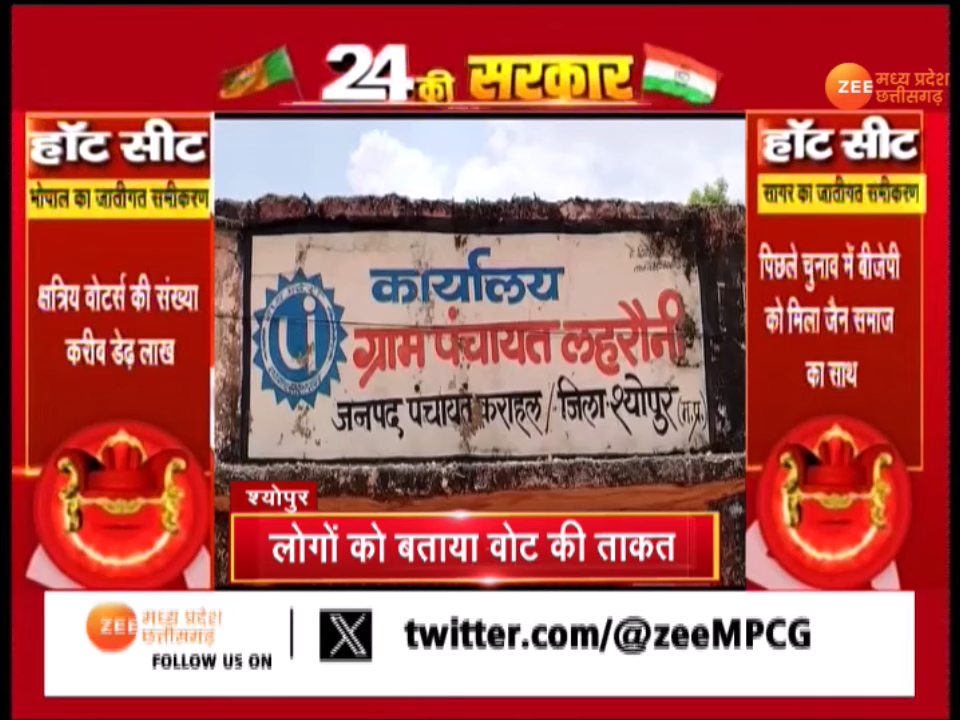 24 की सरकार
ZEE मध्य प्रदेश
छत्तीसगढ़
हॉट सीट
भोपाल का जातीगत समीकरण
क्षत्रिय वोटर्स की संख्या
करीब डेढ़ लाख
कार्यालय
ग्राम पंचायत लहरौनी
जनपद पंचायत कराहल/जिला-श्योपुर (म.प्र.)
हॉट सीट
सागर का जातीगत समीकरण
पिछले चुनाव में बीजेपी
को मिला जैन समाज
का साथ
श्योपुर
लोगों को बताया वोट की ताकत
ZEE मध्य प्रदेश
छत्तीसगढ़
FOLLOW US ON
X
twitter.com/@zeeMPCG